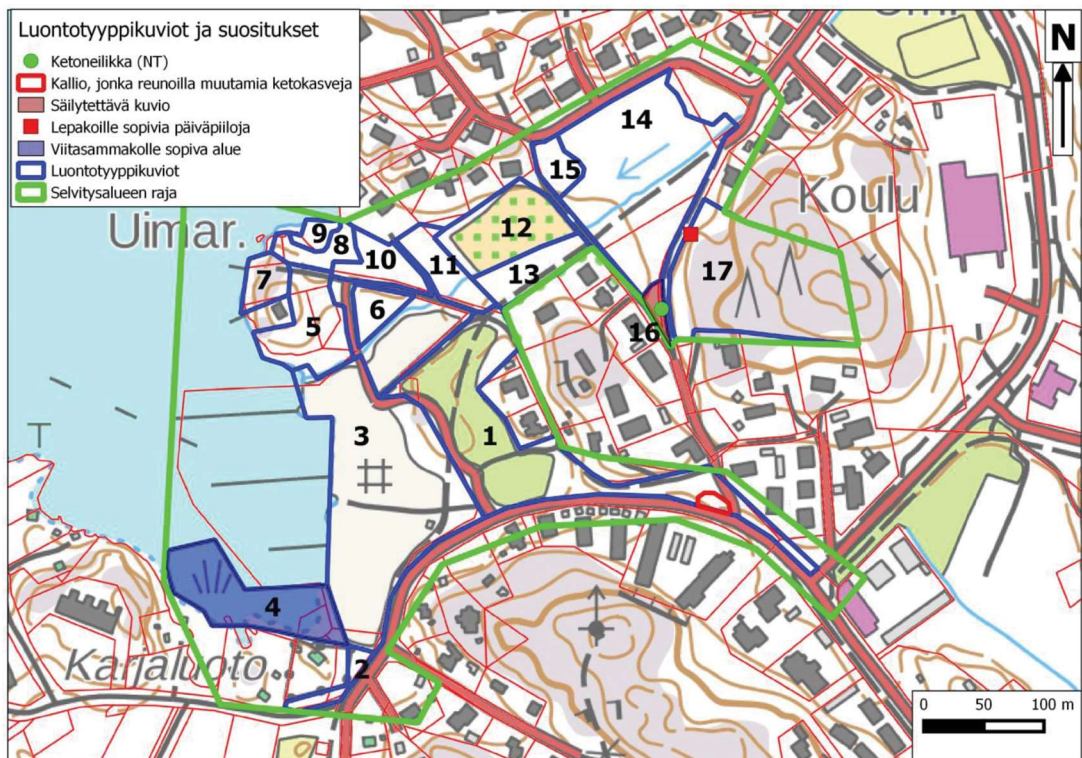 Luontotyyppikuviot ja suositukset
Ketoneilikka (NT)
Kallio, jonka reunoilla muutamia ketokasveja
Säilytettävä kuvio
Lepakoille sopivia päiväpiiloja
Viitasammakolle sopiva alue
Luontotyyppikuviot
Selvitysalueen raja
N
14
15
Koulu
Uimar.
12
9
8
10
11
13
17
7
6
5
16
3
1
4
Karjaluoto
2
0 50 100 m